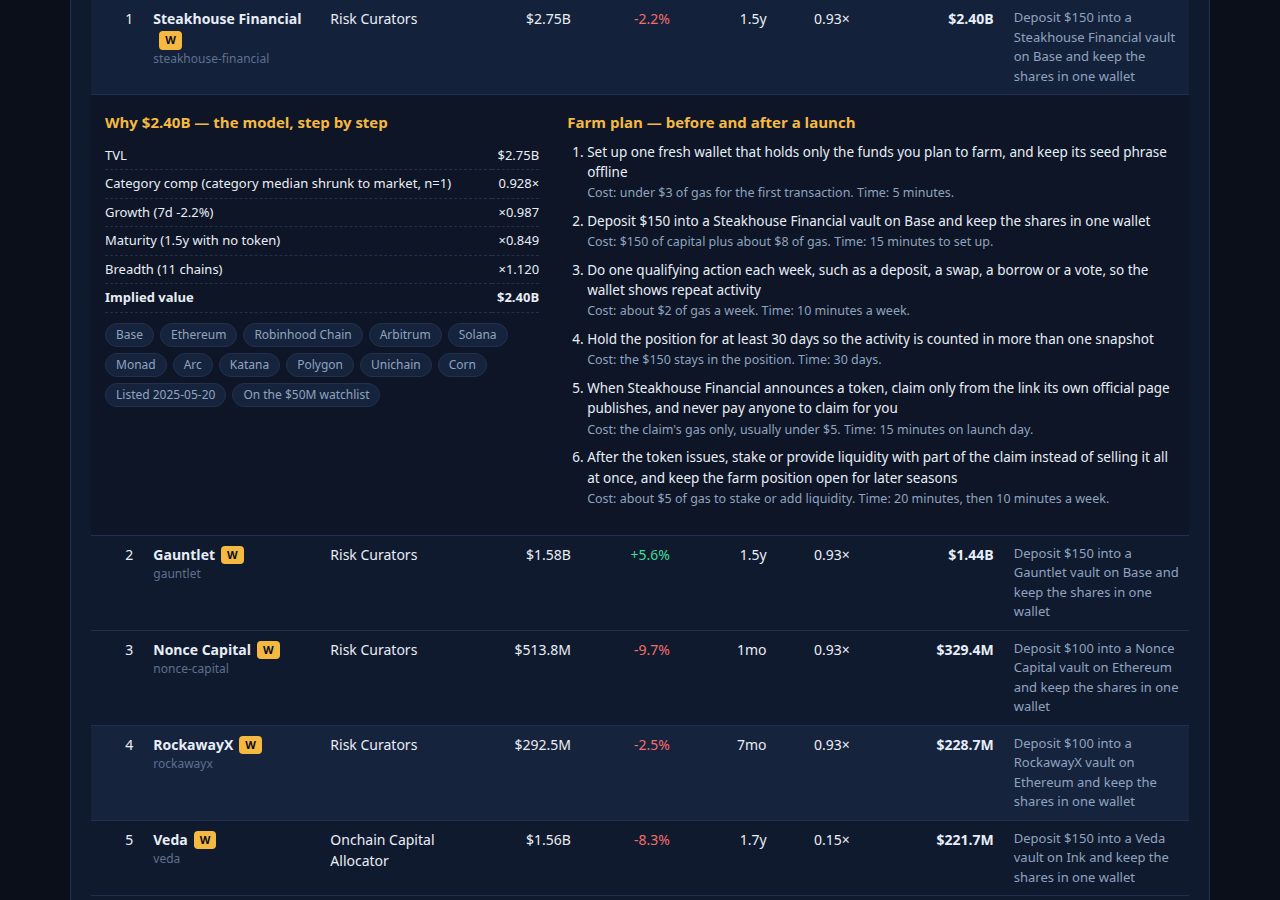 1 Steakhouse Financial W Risk Curators $2.75B -2.2% 1.5y 0.93× $2.40B Deposit $150 into a
Steakhouse Financial vault
on Base and keep the
shares in one wallet
steakhouse-financial
Why $2.40B — the model, step by step
TVL $2.75B
Category comp (category median shrunk to market, n=1) 0.928×
Growth (7d -2.2%) ×0.987
Maturity (1.5y with no token) ×0.849
Breadth (11 chains) ×1.120
Implied value $2.40B
Base Ethereum Robinhood Chain Arbitrum Solana
Monad Arc Katana Polygon Unichain Corn
Listed 2025-05-20 On the $50M watchlist
Farm plan — before and after a launch
1. Set up one fresh wallet that holds only the funds you plan to farm, and keep its seed phrase
offline
Cost: under $3 of gas for the first transaction. Time: 5 minutes.
2. Deposit $150 into a Steakhouse Financial vault on Base and keep the shares in one wallet
Cost: $150 of capital plus about $8 of gas. Time: 15 minutes to set up.
3. Do one qualifying action each week, such as a deposit, a swap, a borrow or a vote, so the
wallet shows repeat activity
Cost: about $2 of gas a week. Time: 10 minutes a week.
4. Hold the position for at least 30 days so the activity is counted in more than one snapshot
Cost: the $150 stays in the position. Time: 30 days.
5. When Steakhouse Financial announces a token, claim only from the link its own official page
publishes, and never pay anyone to claim for you
Cost: the claim's gas only, usually under $5. Time: 15 minutes on launch day.
6. After the token issues, stake or provide liquidity with part of the claim instead of selling it all
at once, and keep the farm position open for later seasons
Cost: about $5 of gas to stake or add liquidity. Time: 20 minutes, then 10 minutes a week.
2 Gauntlet W Risk Curators $1.58B +5.6% 1.5y 0.93× $1.44B Deposit $150 into a
gauntlet
Gauntlet vault on Base and
keep the shares in one
wallet
3 Nonce Capital W Risk Curators $513.8M -9.7% 1mo 0.93× $329.4M Deposit $100 into a Nonce
nonce-capital
Capital vault on Ethereum
and keep the shares in one
wallet
4 RockawayX W Risk Curators $292.5M -2.5% 7mo 0.93× $228.7M Deposit $100 into a
rockawayx
RockawayX vault on
Ethereum and keep the
shares in one wallet
5 Veda W Onchain Capital $1.56B -8.3% 1.7y 0.15× $221.7M Deposit $150 into a Veda
veda
Allocator
vault on Ink and keep the
shares in one wallet